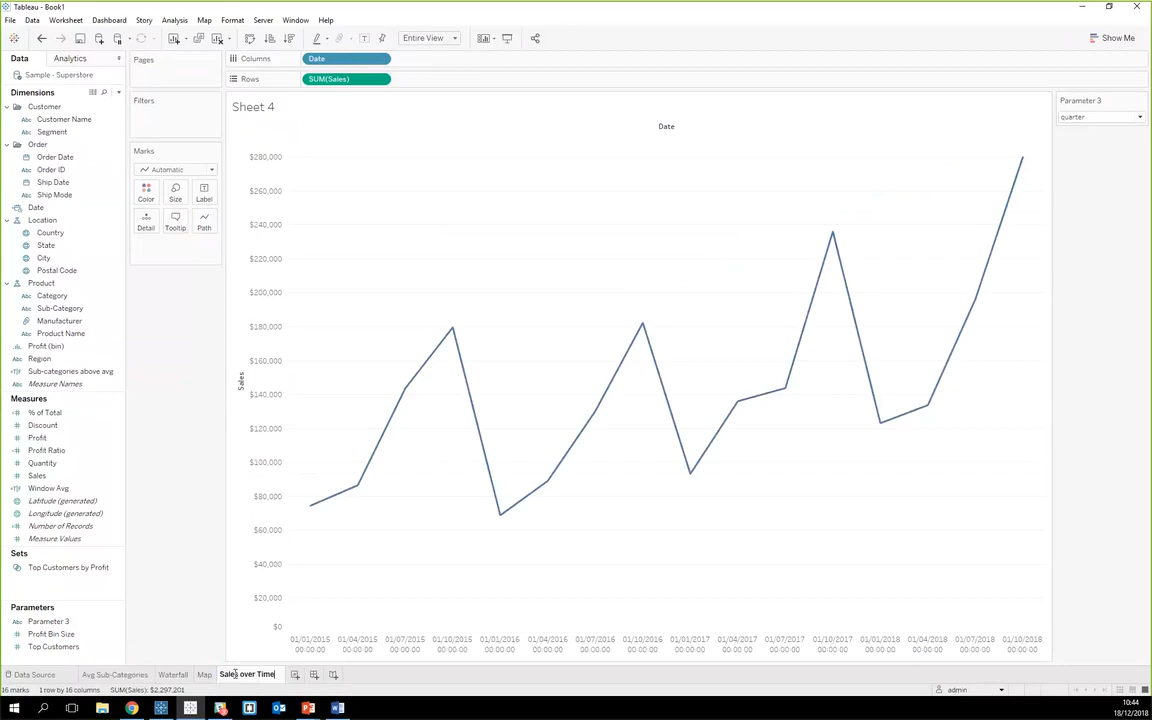 Tableau - Book1
File Data Worksheet Dashboard Story Analysis Map Format Server Window Help
Entire View
Show Me
Data Analytics
Sample - Superstore
Dimensions
Customer
Customer Name
Segment
Order
Order Date
Order ID
Ship Date
Ship Mode
Date
Location
Country
State
City
Postal Code
Product
Category
Sub-Category
Manufacturer
Product Name
Profit (bin)
Region
Sub-categories above avg
Measure Names
Measures
% of Total
Discount
Profit
Profit Ratio
Quantity
Sales
Window Avg
Latitude (generated)
Longitude (generated)
Number of Records
Measure Values
Sets
Top Customers by Profit
Parameters
Parameter 3
Profit Bin Size
Top Customers
Pages
Filters
Marks
Automatic
Color Size Label
Detail Tooltip Path
Columns Date
Rows SUM(Sales)
Sheet 4
Date
$280,000
$260,000
$240,000
$220,000
$200,000
$180,000
$160,000
$140,000
$120,000
$100,000
$80,000
$60,000
$40,000
$20,000
$0
Sales
01/01/2015 01/04/2015 01/07/2015 01/10/2015 01/01/2016 01/04/2016 01/07/2016 01/10/2016 01/01/2017 01/04/2017 01/07/2017 01/10/2017 01/01/2018 01/04/2018 01/07/2018 01/10/2018
00:00:00 00:00:00 00:00:00 00:00:00 00:00:00 00:00:00 00:00:00 00:00:00 00:00:00 00:00:00 00:00:00 00:00:00 00:00:00 00:00:00 00:00:00 00:00:00
Parameter 3
quarter
Data Source Avg Sub-Categories Waterfall Map Sales over Time
16 marks 1 row by 16 columns SUM(Sales): $2,297,201
admin
10:44
18/12/2018